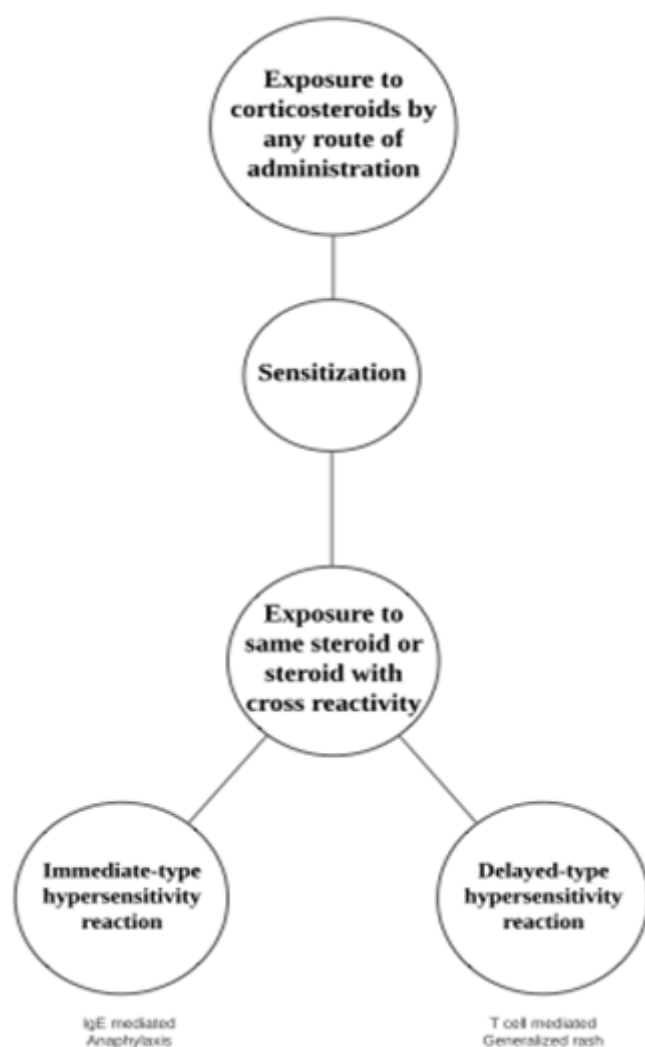 Exposure to
corticosteroids by
any route of
administration
Sensitization
Exposure to
same steroid or
steroid with
cross reactivity
Immediate-type
hypersensitivity
reaction
Delayed-type
hypersensitivity
reaction
IgE mediated
Anaphylaxis
T cell mediated
Generalized rash